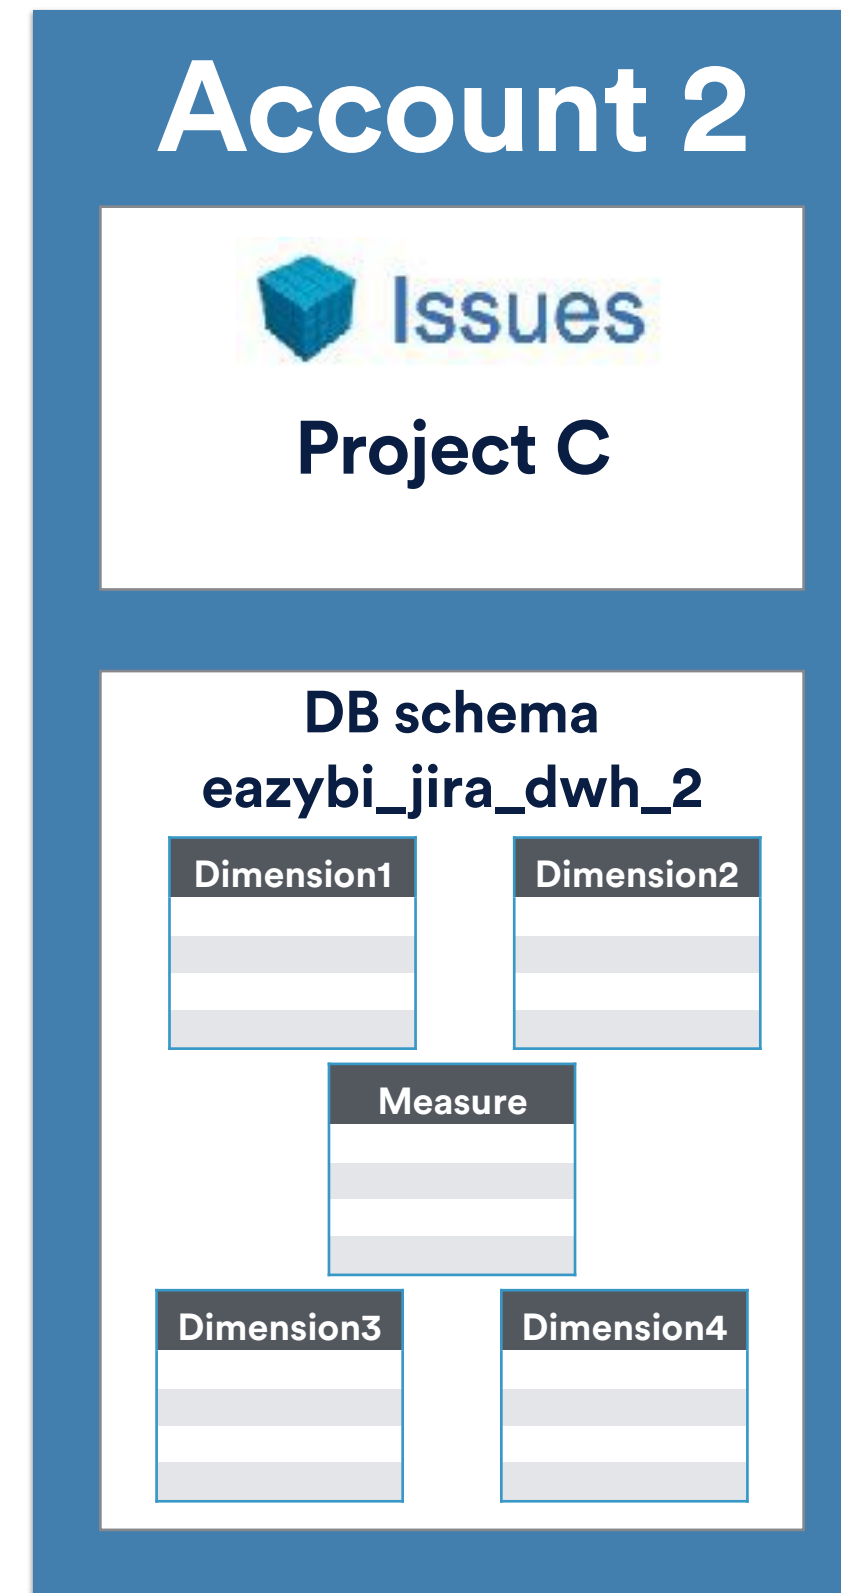 Account 2
Issues
Project C
DB schema
eazybi_jira_dwh_2
Dimension1
Dimension2
Measure
Dimension3
Dimension4